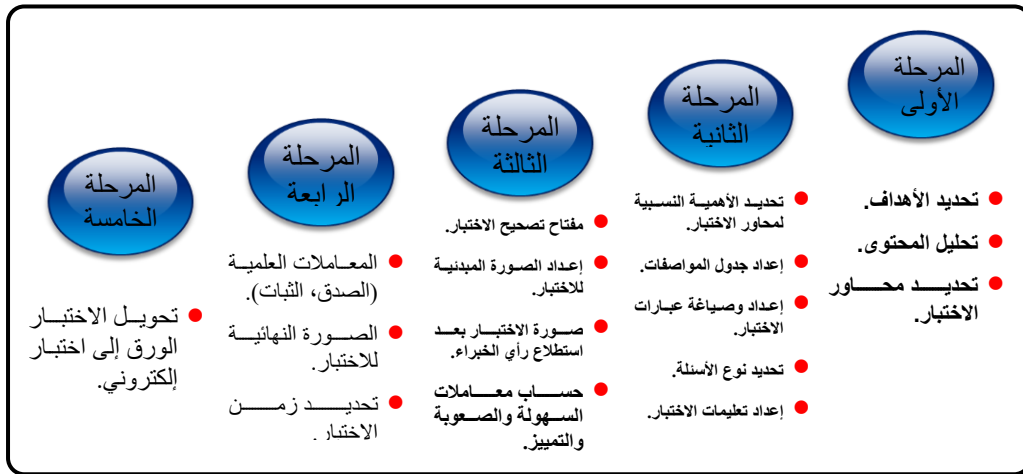 المرحلة
الأولى
تحديد الأهداف.
تحليل المحتوى.
تحديد محاور
الاختبار.
المرحلة
الثانية
تحديد الأهمية النسبية
لمحاور الاختبار.
إعداد جدول المواصفات.
إعداد وصياغة عبارات
الاختبار.
تحديد نوع الأسئلة.
إعداد تعليمات الاختبار.
المرحلة
الثالثة
مفتاح تصحيح الاختبار.
إعداد الصورة المبدئية
للاختبار.
صورة الاختبار بعد
استطلاع رأي الخبراء.
حساب معاملات
السهولة والصعوبة
والتمييز.
المرحلة
الرابعة
المعاملات العلمية
(الصدق، الثبات).
الصورة النهائية
للاختبار.
تحديد زمن
الاختبار.
المرحلة
الخامسة
تحويل الاختبار
الورق إلى اختبار
إلكتروني.